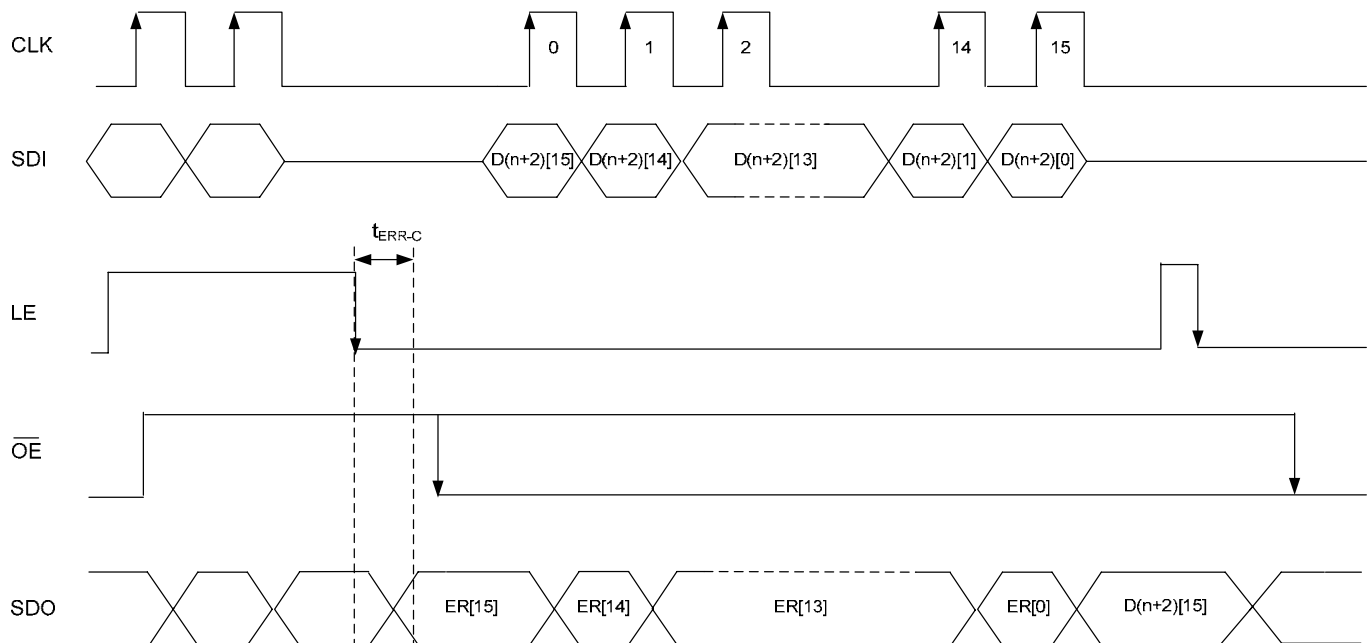 CLK 0 1 2 14 15
SDI D(n+2)[15] D(n+2)[14] D(n+2)[13] D(n+2)[1] D(n+2)[0]
tERR-C
LE
OE
SDO ER[15] ER[14] ER[13] ER[0] D(n+2)[15]